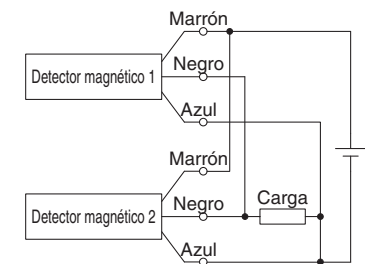 Marrón
Detector magnético 1
Negro
Azul
Marrón
Detector magnético 2
Negro
Carga
Azul